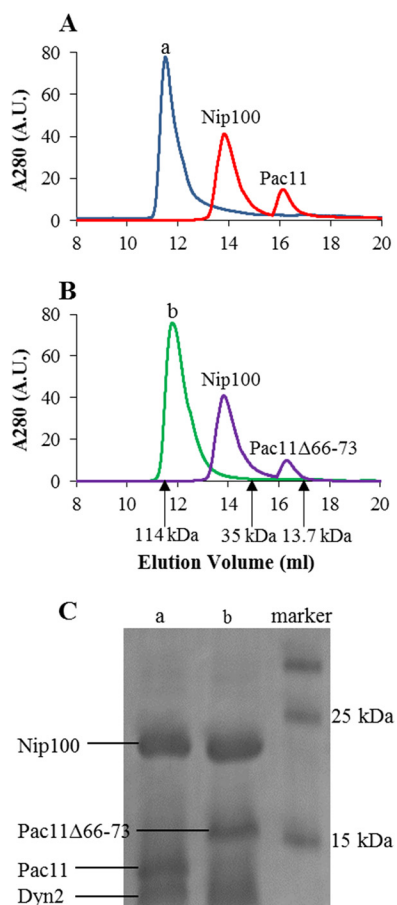 A
a
80
60
40
20
0
A280 (A.U.)
Nip100
Pac11
8 10 12 14 16 18 20
B
b
80
60
40
20
0
A280 (A.U.)
Nip100
Pac11Δ66-73
8 10 12 14 16 18 20
114 kDa 35 kDa 13.7 kDa
Elution Volume (ml)
C
a b marker
25 kDa
Nip100
Pac11Δ66-73
15 kDa
Pac11
Dyn2